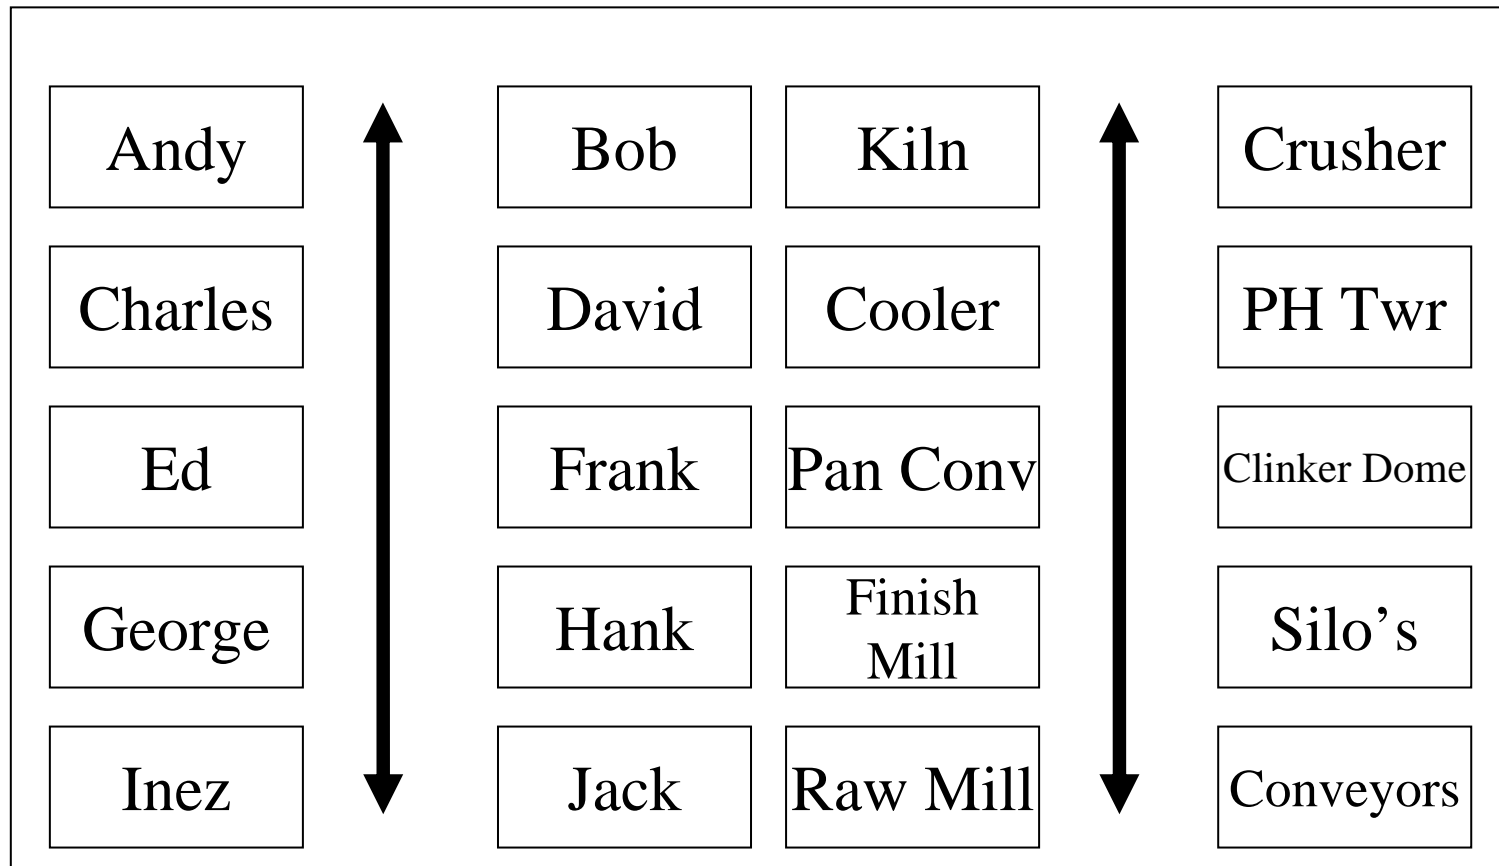 Andy
Bob
Kiln
Crusher
Charles
David
Cooler
PH Twr
Ed
Frank
Pan Conv
Clinker Dome
George
Hank
Finish
Mill
Silo’s
Inez
Jack
Raw Mill
Conveyors